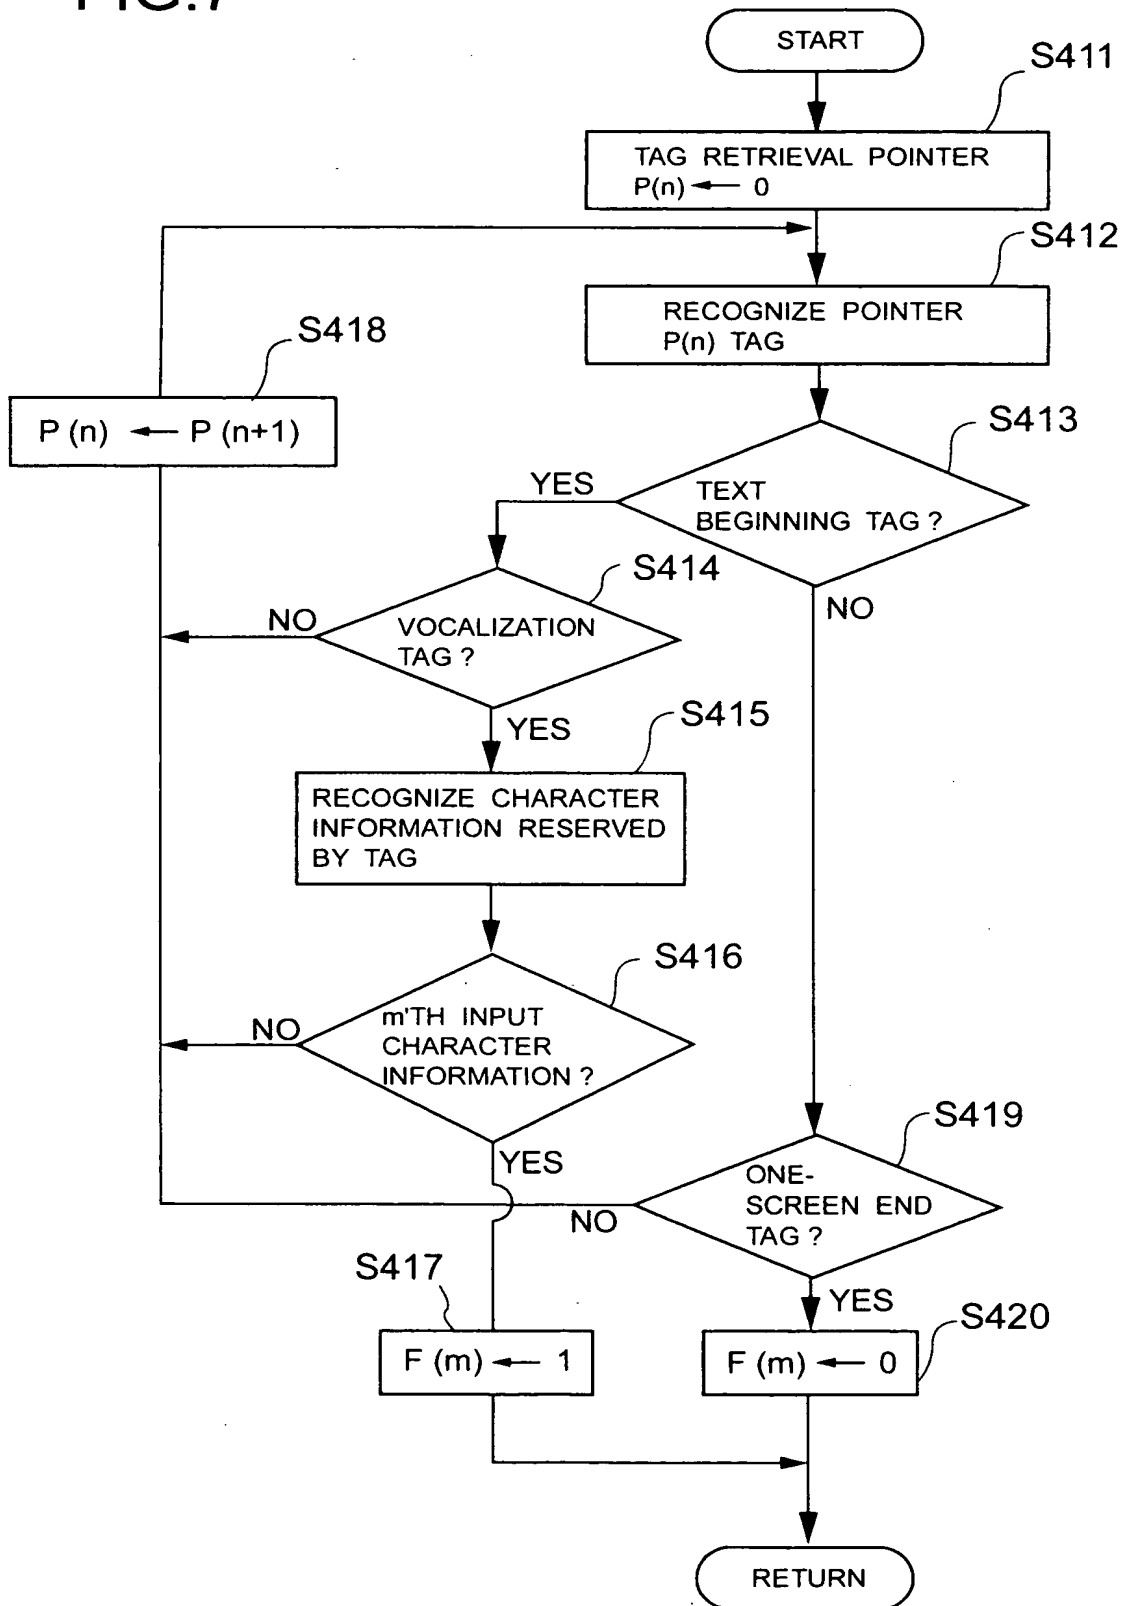 FIG.7
START
S411
TAG RETRIEVAL POINTER
P(n) ← 0
S412
RECOGNIZE POINTER
P(n) TAG
S418
P (n) ← P (n+1)
S413
YES
TEXT
BEGINNING TAG ?
S414
NO
NO
VOCALIZATION
TAG ?
YES
S415
RECOGNIZE CHARACTER
INFORMATION RESERVED
BY TAG
S416
NO
m'TH INPUT
CHARACTER
INFORMATION ?
S419
YES
ONE-
SCREEN END
TAG ?
NO
S417
YES
S420
F (m) ← 1
F (m) ← 0
RETURN